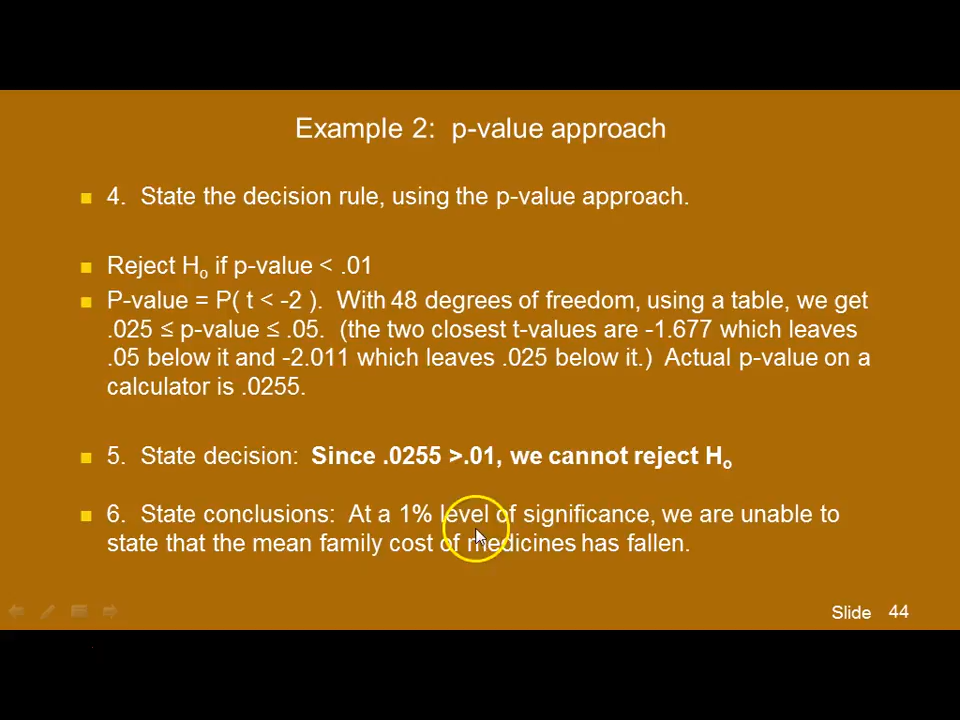 Example 2:  p-value approach
4.  State the decision rule, using the p-value approach.
Reject Ho if p-value < .01
P-value = P( t < -2 ).  With 48 degrees of freedom, using a table, we get
.025 ≤ p-value ≤ .05.  (the two closest t-values are -1.677 which leaves
.05 below it and -2.011 which leaves .025 below it.)  Actual p-value on a
calculator is .0255.
5.  State decision:  Since .0255 >.01, we cannot reject Ho
6.  State conclusions:  At a 1% level of significance, we are unable to
state that the mean family cost of medicines has fallen.
Slide 44